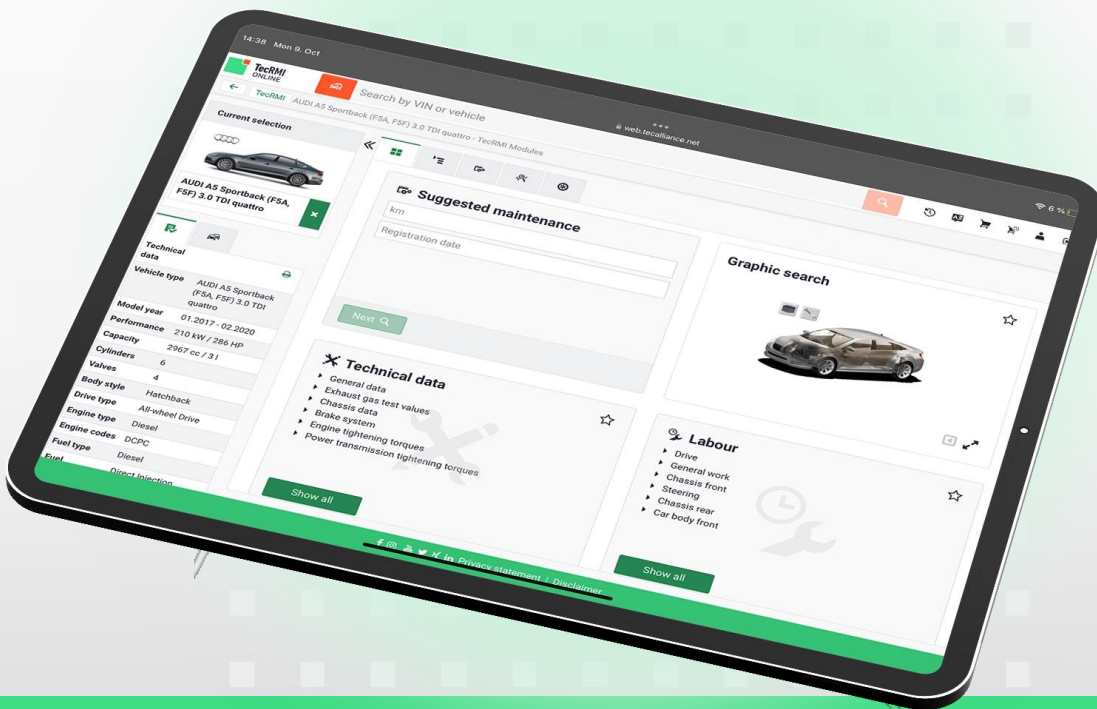 14:38 Mon 9. Oct
web.tecalliance.net
6 %
TecRMI
ONLINE
Search by VIN or vehicle
TecRMI AUDI A5 Sportback (F5A, F5F) 3.0 TDI quattro - TecRMI Modules
Current selection
AUDI A5 Sportback (F5A,
F5F) 3.0 TDI quattro
Technical
data
Vehicle type AUDI A5 Sportback
(F5A, F5F) 3.0 TDI
quattro
Model year 01.2017 - 02.2020
Performance 210 kW / 286 HP
Capacity 2967 cc / 3 l
Cylinders 6
Valves 4
Body style Hatchback
Drive type All-wheel Drive
Engine type Diesel
Engine codes DCPC
Fuel type Diesel
Fuel Direct Injection
Suggested maintenance
km
Registration date
Next
Graphic search
Technical data
General data
Exhaust gas test values
Chassis data
Brake system
Engine tightening torques
Power transmission tightening torques
Show all
Labour
Drive
General work
Chassis front
Steering
Chassis rear
Car body front
Show all
Privacy statement | Disclaimer